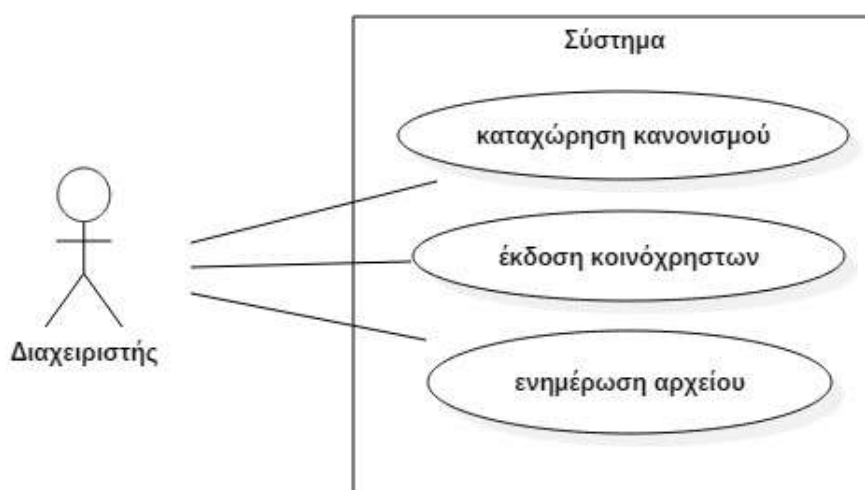 Σύστημα
καταχώρηση κανονισμού
έκδοση κοινόχρηστων
Διαχειριστής
ενημέρωση αρχείου